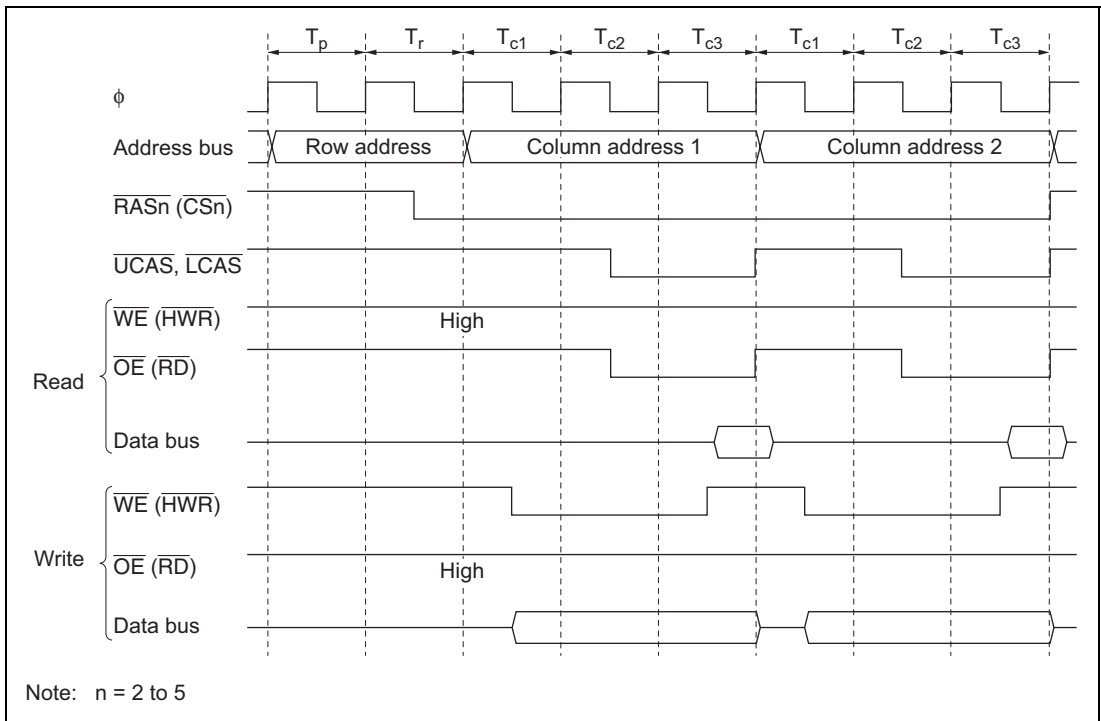 Tp Tr Tc1 Tc2 Tc3 Tc1 Tc2 Tc3
ϕ
Address bus Row address Column address 1 Column address 2
RASn (CSn)
UCAS, LCAS
Read
WE (HWR) High
OE (RD)
Data bus
Write
WE (HWR)
OE (RD) High
Data bus
Note: n = 2 to 5